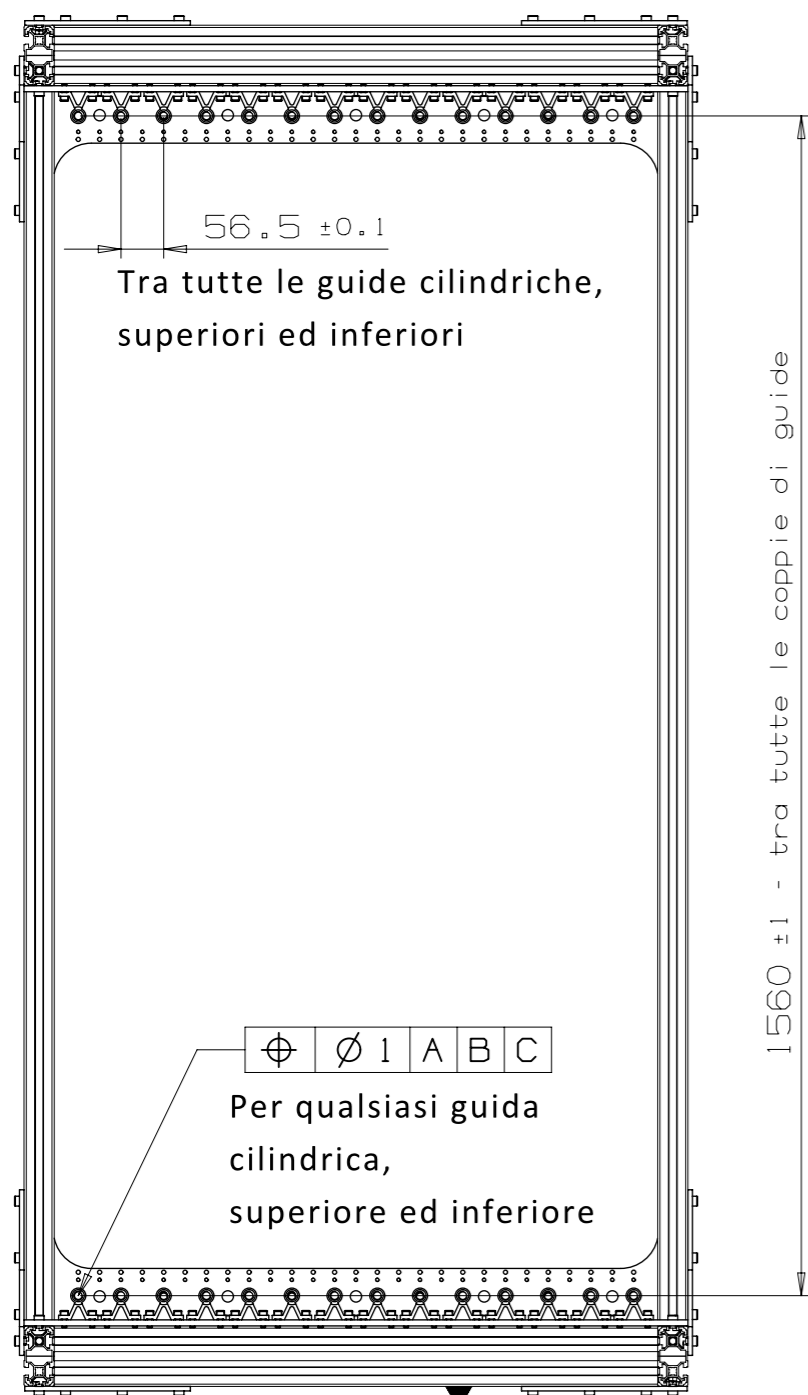 56.5 ±0.1
Tra tutte le guide cilindriche,
superiori ed inferiori
1560 ±1 - tra tutte le coppie di guide
⌖ Ø 1 A B C
Per qualsiasi guida
cilindrica,
superiore ed inferiore